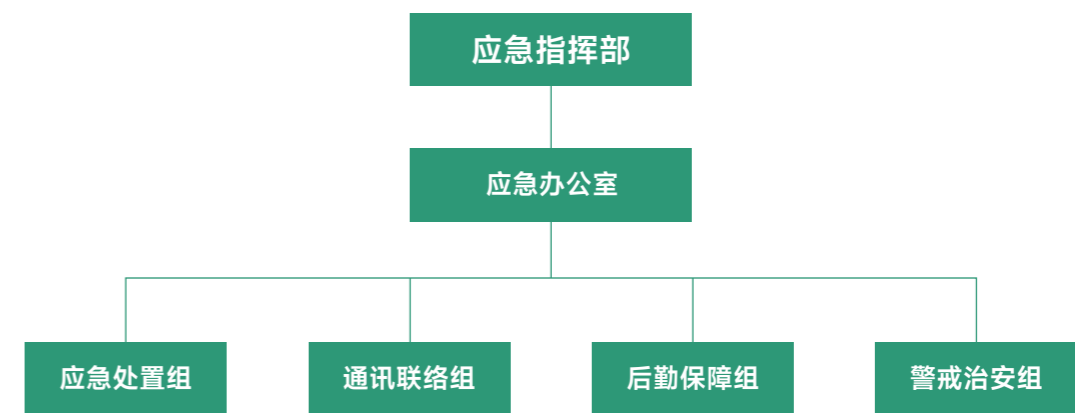 应急指挥部
应急办公室
应急处置组
通讯联络组
后勤保障组
警戒治安组